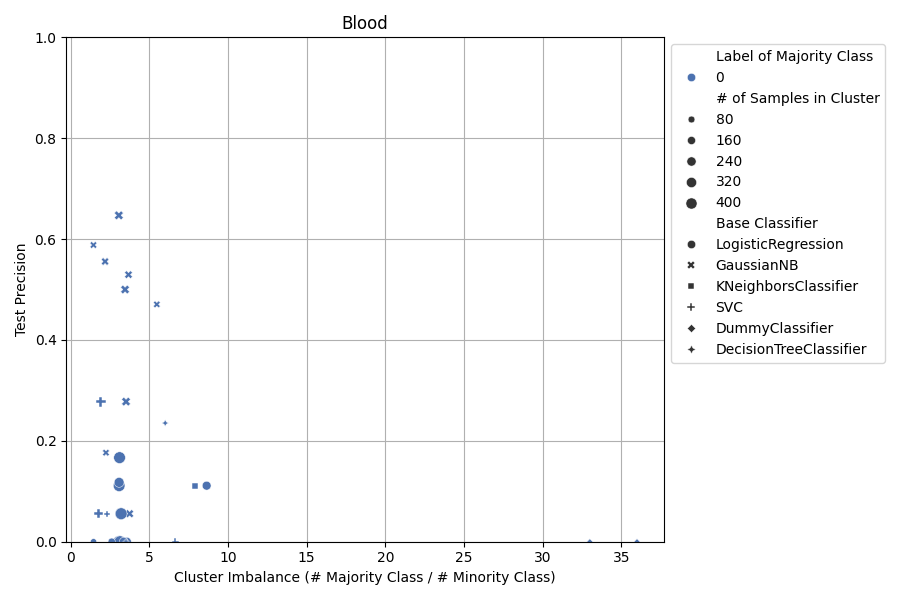 Blood
1.0
0.8
0.6
0.4
0.2
0.0
Test Precision
0 5 10 15 20 25 30 35
Cluster Imbalance (# Majority Class / # Minority Class)
Label of Majority Class
0
# of Samples in Cluster
80
160
240
320
400
Base Classifier
LogisticRegression
GaussianNB
KNeighborsClassifier
SVC
DummyClassifier
DecisionTreeClassifier